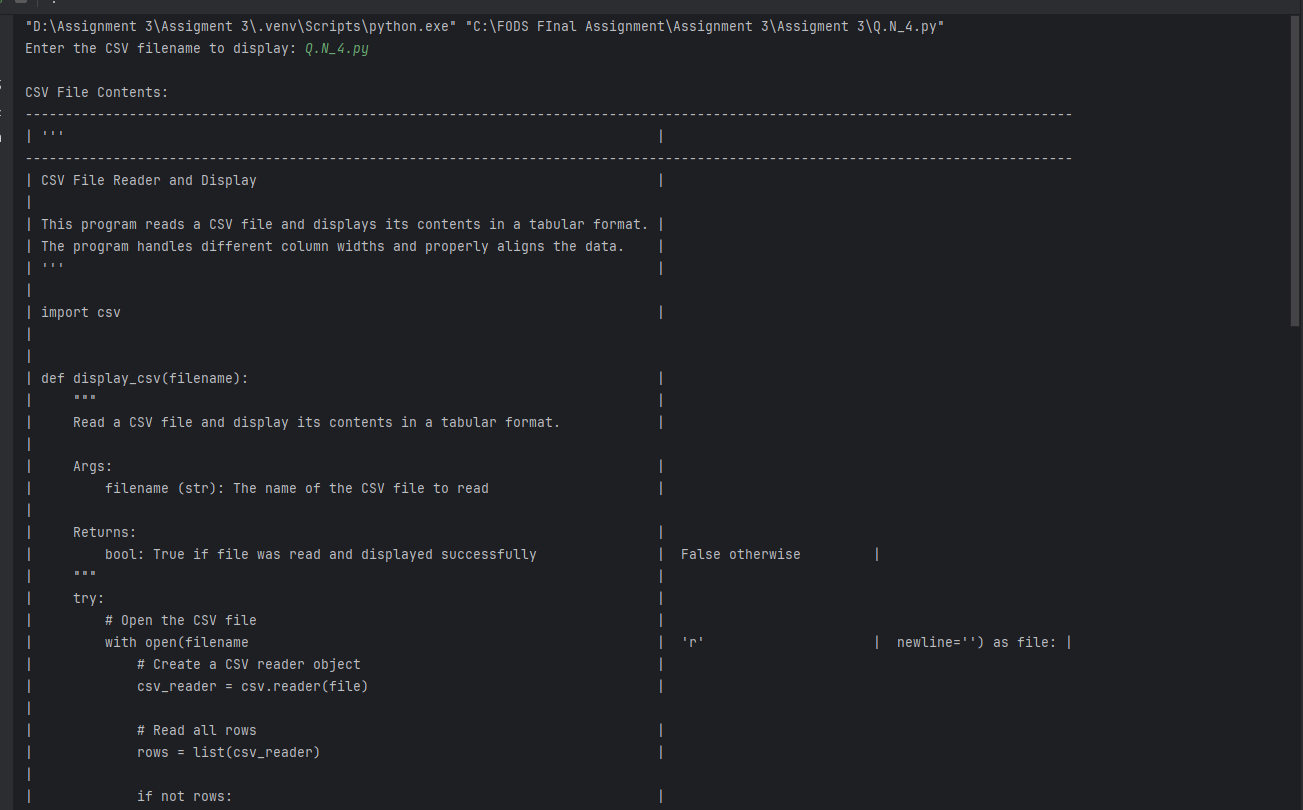 "D:\Assignment 3\Assigment 3\.venv\Scripts\python.exe" "C:\FODS FInal Assignment\Assignment 3\Assigment 3\Q.N_4.py"
Enter the CSV filename to display: Q.N_4.py

CSV File Contents:
-----------------------------------------------------------------------------------------------------------------------------------
| '''                                                                           |
-----------------------------------------------------------------------------------------------------------------------------------
| CSV File Reader and Display                                                   |
|
| This program reads a CSV file and displays its contents in a tabular format. |
| The program handles different column widths and properly aligns the data.    |
| '''                                                                           |
|
| import csv                                                                    |
|
|
| def display_csv(filename):                                                    |
|     """                                                                       |
|     Read a CSV file and display its contents in a tabular format.             |
|
|     Args:                                                                     |
|         filename (str): The name of the CSV file to read                      |
|
|     Returns:                                                                  |
|         bool: True if file was read and displayed successfully                |  False otherwise         |
|     """                                                                       |
|     try:                                                                      |
|         # Open the CSV file                                                   |
|         with open(filename                                                    |  'r'                     |  newline='') as file: |
|             # Create a CSV reader object                                      |
|             csv_reader = csv.reader(file)                                     |
|
|             # Read all rows                                                   |
|             rows = list(csv_reader)                                           |
|
|             if not rows:                                                      |